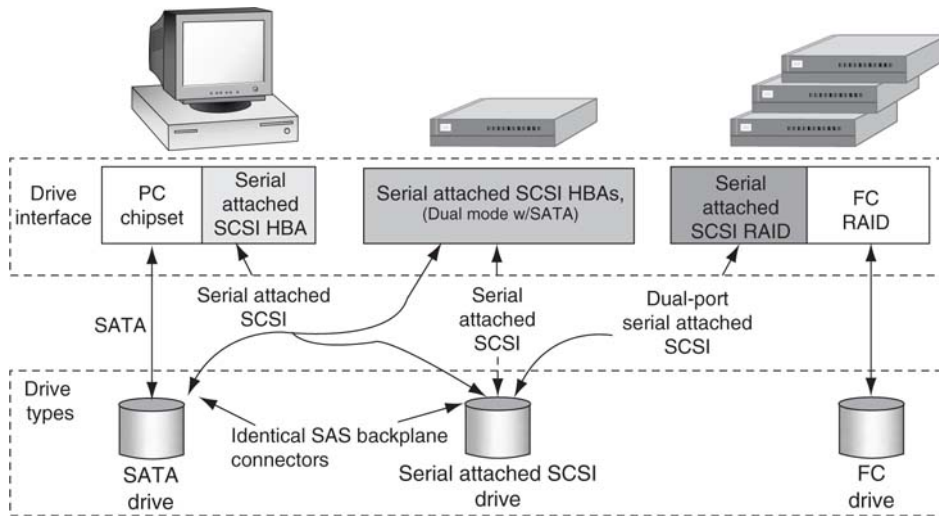 Drive
interface
PC
chipset
Serial
attached
SCSI HBA
Serial attached SCSI HBAs,
(Dual mode w/SATA)
Serial
attached
SCSI RAID
FC
RAID
SATA
Serial attached
SCSI
Serial
attached
SCSI
Dual-port
serial attached
SCSI
Drive
types
Identical SAS backplane
connectors
SATA
drive
Serial attached SCSI
drive
FC
drive